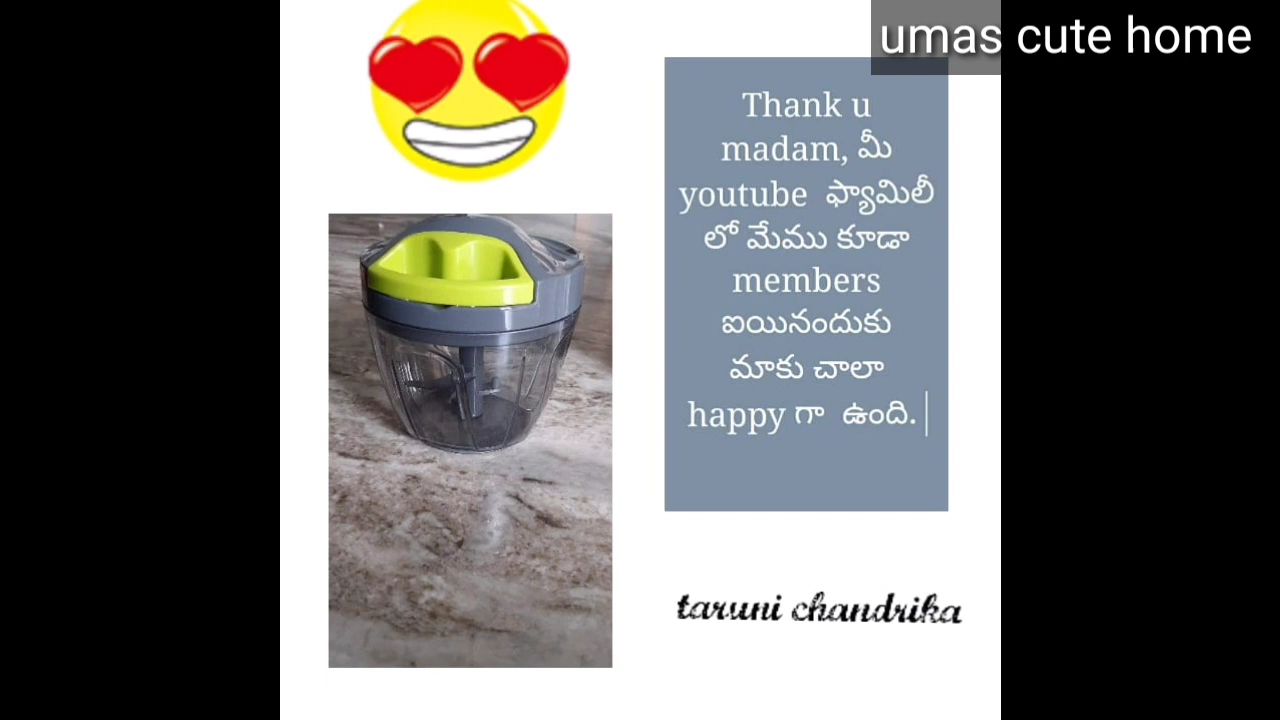 umas cute home
Thank u
madam, మీ
youtube ఫ్యామిలీ
లో మేము కూడా
members
ఐయినందుకు
మాకు చాలా
happy గా ఉంది.
taruni chandrika